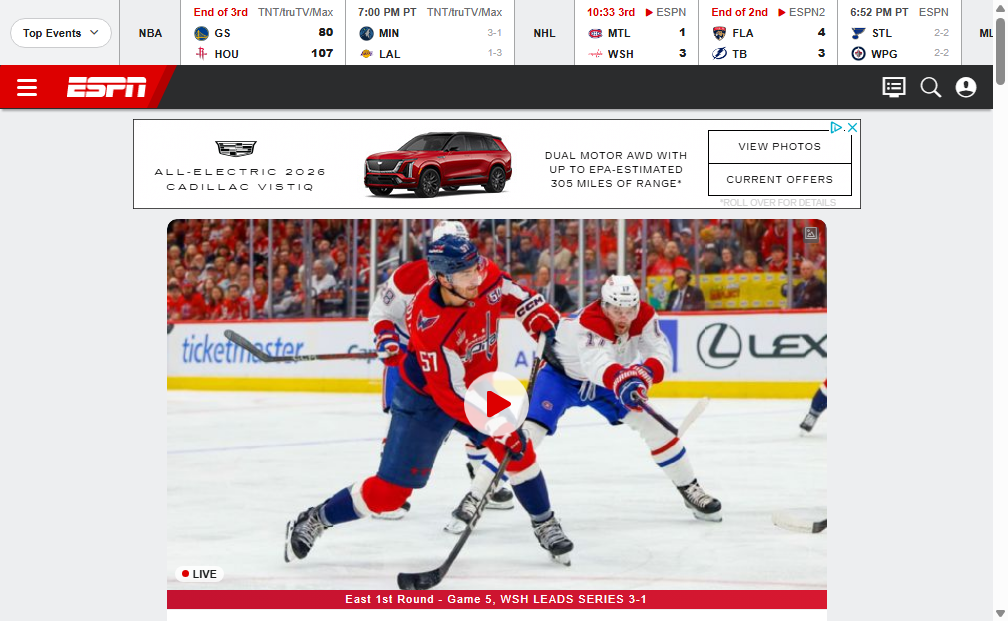 Top Events
NBA
End of 3rd TNT/truTV/Max
GS 80
HOU 107
7:00 PM PT TNT/truTV/Max
MIN 3-1
LAL 1-3
NHL
10:33 3rd ESPN
MTL 1
WSH 3
End of 2nd ESPN2
FLA 4
TB 3
6:52 PM PT ESPN
STL 2-2
WPG 2-2
ML
ESPN
ALL-ELECTRIC 2026
CADILLAC VISTIQ
DUAL MOTOR AWD WITH
UP TO EPA-ESTIMATED
305 MILES OF RANGE*
VIEW PHOTOS
CURRENT OFFERS
*ROLL OVER FOR DETAILS
57
CCM
17
ticketmaster
LEX
57
LIVE
East 1st Round - Game 5, WSH LEADS SERIES 3-1